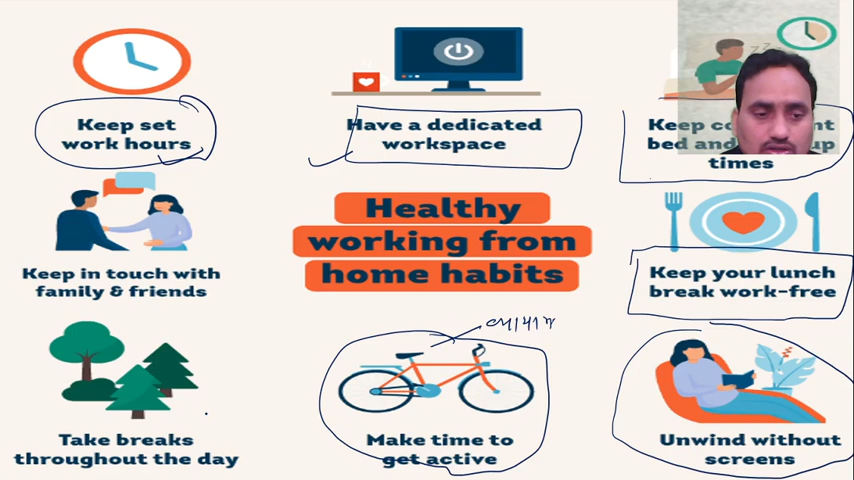 Keep set
work hours
Have a dedicated
workspace
bed and
times
Healthy
working from
home habits
Keep in touch with
family & friends
Keep your lunch
break work-free
Take breaks
throughout the day
Make time to
get active
Unwind without
screens